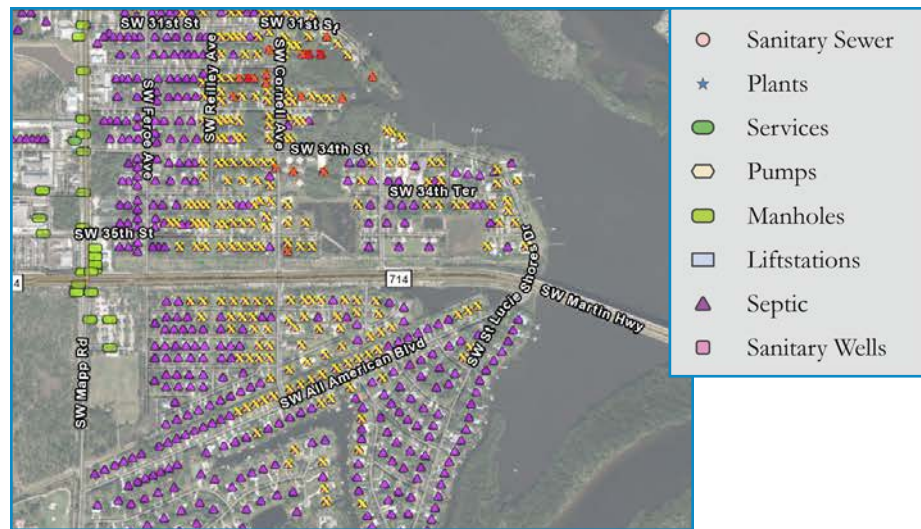 SW 31st St
SW 31st St
SW Feroe Ave
SW Reilley Ave
SW Cornell Ave
SW 34th St
SW 34th Ter
SW 35th St
4
714
SW Martin Hwy
SW St Lucie Shores Dr
SW All American Blvd
SW Mapp Rd
Sanitary Sewer
Plants
Services
Pumps
Manholes
Liftstations
Septic
Sanitary Wells